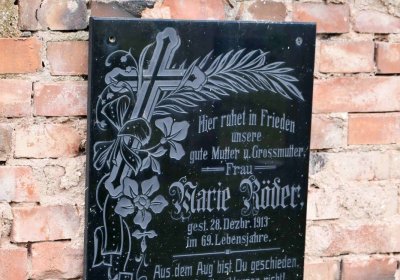 Hier ruhet in Frieden
unsere
gute Mutter u. Grossmutter,
Frau
Marie Röder.
gest. 28. Dezbr. 1913
im 69. Lebensjahre.
Aus dem Aug' bist Du geschieden.